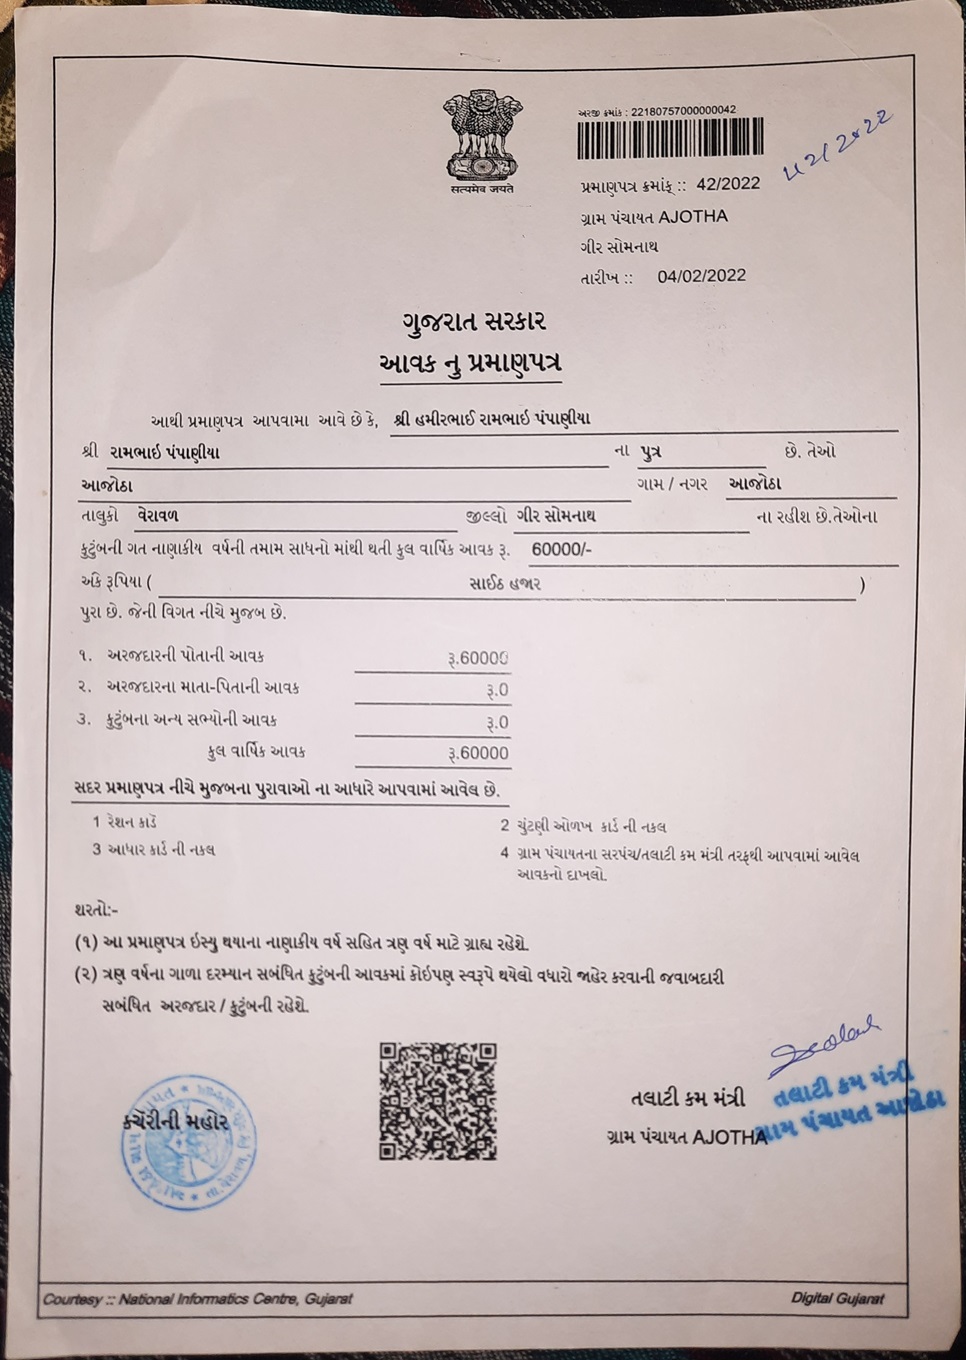 सत्यमेव जयते
અરજી ક્રમાંક : 22180757000000042
42/2022
પ્રમાણપત્ર ક્રમાંક :: 42/2022
ગ્રામ પંચાયત AJOTHA
ગીર સોમનાથ
તારીખ :: 04/02/2022
ગુજરાત સરકાર
આવક નુ પ્રમાણપત્ર
આથી પ્રમાણપત્ર આપવામા આવે છે કે, શ્રી હમીરભાઈ રામભાઇ પંપાણીયા
શ્રી રામભાઇ પંપાણીયા ના પુત્ર છે. તેઓ
આજોઠા ગામ / નગર આજોઠા
તાલુકો વેરાવળ જીલ્લો ગીર સોમનાથ ના રહીશ છે.તેઓના
કુટુંબની ગત નાણાકીય વર્ષની તમામ સાધનો માંથી થતી કુલ વાર્ષિક આવક રૂ. 60000/-
અંકે રૂપિયા ( સાઈઠ હજાર )
પુરા છે. જેની વિગત નીચે મુજબ છે.
૧. અરજદારની પોતાની આવક રૂ.60000
૨. અરજદારના માતા-પિતાની આવક રૂ.0
૩. કુટુંબના અન્ય સભ્યોની આવક રૂ.0
કુલ વાર્ષિક આવક રૂ.60000
સદર પ્રમાણપત્ર નીચે મુજબના પુરાવાઓ ના આધારે આપવામાં આવેલ છે.
1 રેશન કાર્ડ 2 ચુંટણી ઓળખ કાર્ડ ની નકલ
3 આધાર કાર્ડ ની નકલ 4 ગ્રામ પંચાયતના સરપંચ/તલાટી કમ મંત્રી તરફથી આપવામાં આવેલ
આવકનો દાખલો.
શરતો:-
(૧) આ પ્રમાણપત્ર ઇસ્યુ થયાના નાણાકીય વર્ષ સહિત ત્રણ વર્ષ માટે ગ્રાહ્ય રહેશે.
(૨) ત્રણ વર્ષના ગાળા દરમ્યાન સબંધિત કુટુંબની આવકમાં કોઇપણ સ્વરૂપે થયેલો વધારો જાહેર કરવાની જવાબદારી
સબંધિત અરજદાર / કુટુંબની રહેશે.
કચેરીની મહોર
તલાટી કમ મંત્રી
ગ્રામ પંચાયત AJOTHA
તલાટી કમ મંત્રી
ગ્રામ પંચાયત આજોઠા
Courtesy :: National Informatics Centre, Gujarat Digital Gujarat